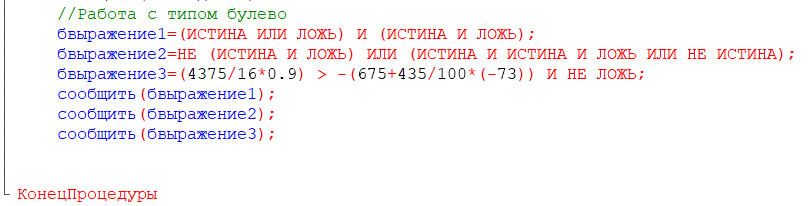 //Работа с типом булево
бвыражение1=(ИСТИНА ИЛИ ЛОЖЬ) И (ИСТИНА И ЛОЖЬ);
бвыражение2=НЕ (ИСТИНА И ЛОЖЬ) ИЛИ (ИСТИНА И ИСТИНА И ЛОЖЬ ИЛИ НЕ ИСТИНА);
бвыражение3=(4375/16*0.9) > -(675+435/100*(-73)) И НЕ ЛОЖЬ;
сообщить(бвыражение1);
сообщить(бвыражение2);
сообщить(бвыражение3);
КонецПроцедуры